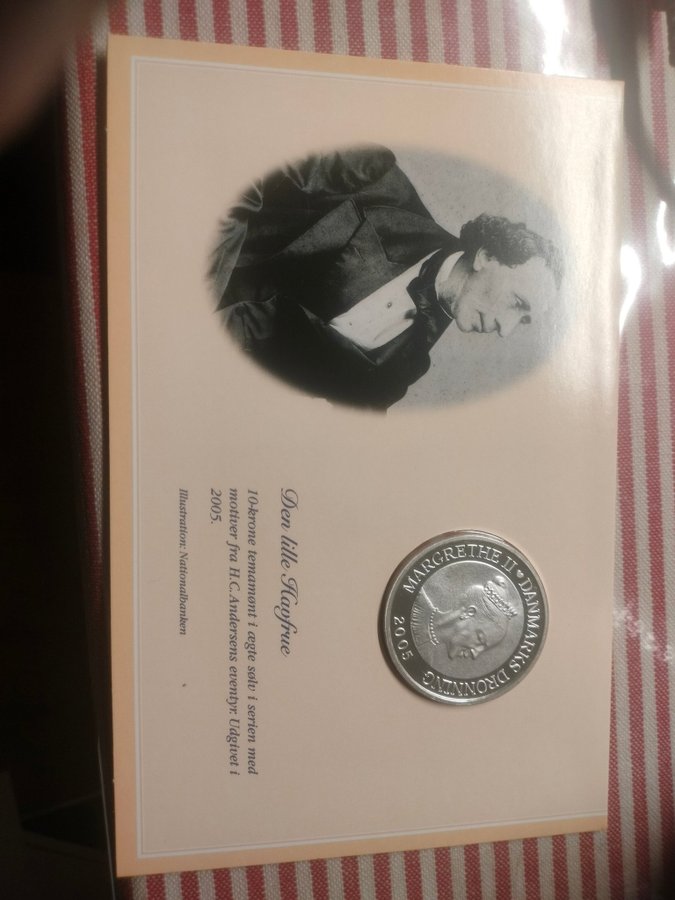 MARGRETHE II ♥ DANMARKS DRONNING
2005
Den lille Havfrue
10-krone temamønt i ægte sølv i serien med
motiver fra H.C.Andersens eventyr. Udgivet i
2005.
Illustration: Nationalbanken